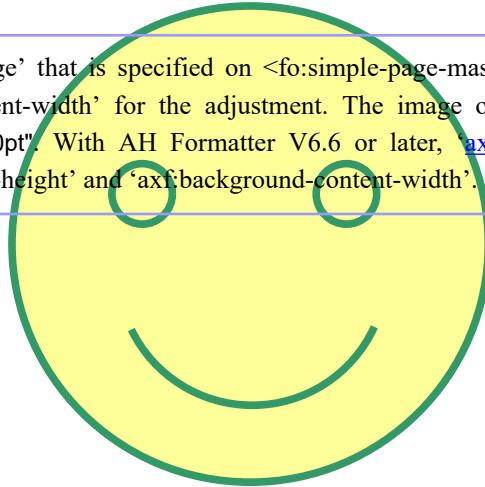 ge’ that is specified on <fo:simple-page-mas
ent-width’ for the adjustment. The image o
0pt". With AH Formatter V6.6 or later, ‘ax
-height’ and ‘axf:background-content-width’.